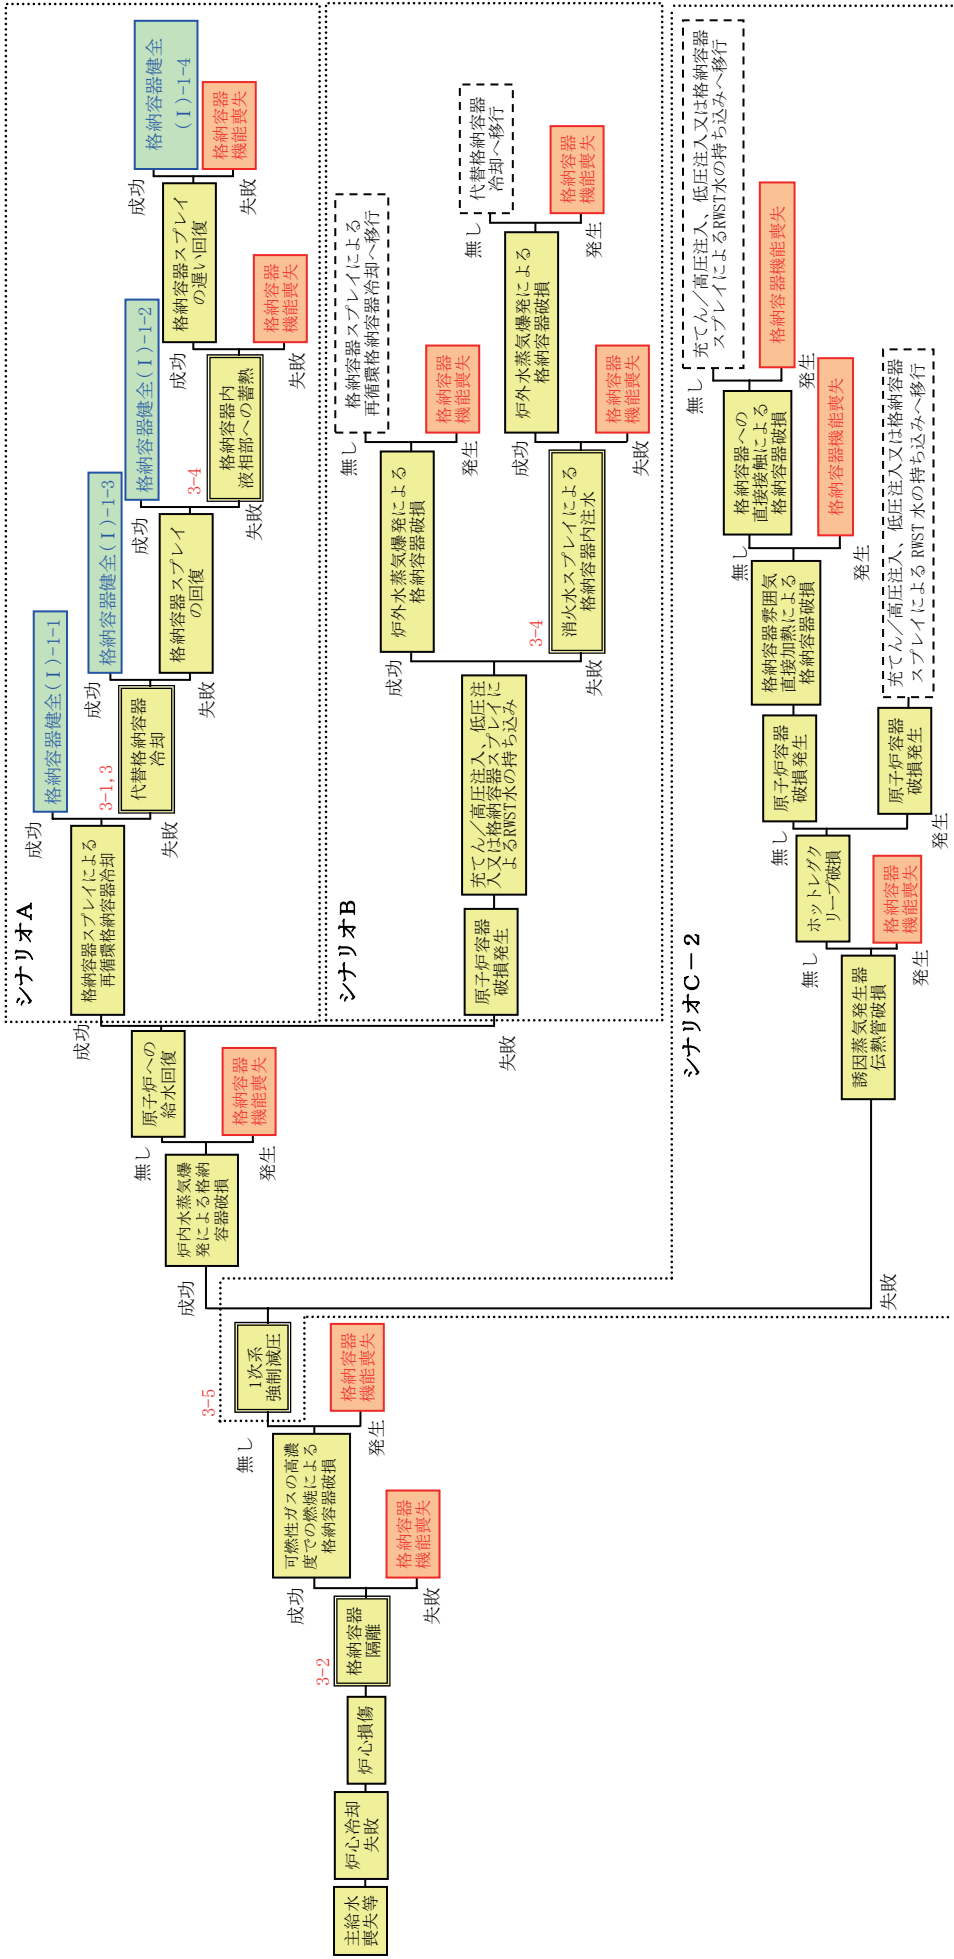 主給水
喪失等
炉心冷却
失敗
炉心損傷
3-2
格納容器
隔離
成功
失敗
格納容器
機能喪失
可燃性ガスの高濃
度での燃焼による
格納容器破損
無し
発生
格納容器
機能喪失
3-5
1次系
強制減圧
成功
失敗
炉内水蒸気爆
発による格納
容器破損
無し
発生
格納容器
機能喪失
原子炉への
給水回復
成功
失敗
シナリオA
格納容器スプレイによる
再循環格納容器冷却
成功
格納容器健全(Ⅰ)-1-1
失敗
3-1, 3
代替格納容器
冷却
成功
格納容器健全(Ⅰ)-1-3
失敗
格納容器スプレイ
の回復
成功
格納容器健全(Ⅰ)-1-2
失敗
3-4
格納容器内
液相部への蓄熱
成功
失敗
格納容器
機能喪失
格納容器スプレイ
の遅い回復
成功
格納容器健全
(Ⅰ)-1-4
失敗
格納容器
機能喪失
シナリオB
原子炉容器
破損発生
充てん/高圧注入、低圧注
入又は格納容器スプレイに
よるRWST水の持ち込み
成功
炉外水蒸気爆発による
格納容器破損
無し
格納容器スプレイによる
再循環格納容器冷却へ移行
発生
格納容器
機能喪失
失敗
3-4
消火水スプレイによる
格納容器内注水
成功
失敗
格納容器
機能喪失
炉外水蒸気爆発による
格納容器破損
無し
代替格納容器
冷却へ移行
発生
格納容器
機能喪失
シナリオC-2
誘因蒸気発生器
伝熱管破損
無し
発生
格納容器
機能喪失
ホットレグク
リープ破損
無し
原子炉容器
破損発生
格納容器雰囲気
直接加熱による
格納容器破損
無し
発生
格納容器機能喪失
格納容器への
直接接触による
格納容器破損
無し
充てん/高圧注入、低圧注入又は格納容器
スプレイによるRWST水の持ち込みへ移行
発生
格納容器機能喪失
発生
原子炉容器
破損発生
充てん/高圧注入、低圧注入又は格納容器
スプレイによる RWST 水の持ち込みへ移行